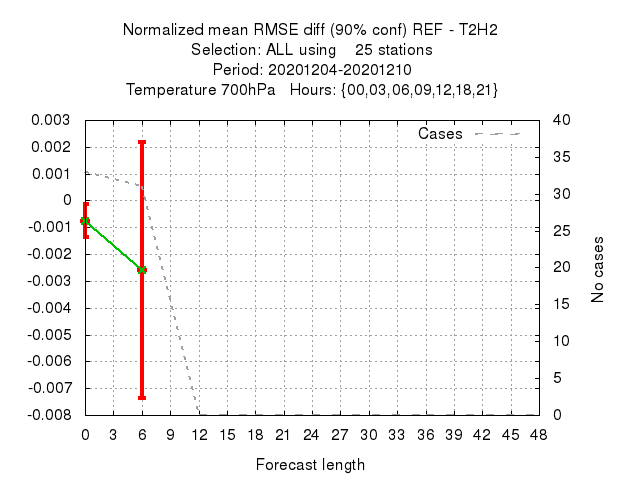 Normalized mean RMSE diff (90% conf) REF - T2H2
Selection: ALL using    25 stations
Period: 20201204-20201210
Temperature 700hPa   Hours: {00,03,06,09,12,18,21}
Cases
0.003
0.002
0.001
0
-0.001
-0.002
-0.003
-0.004
-0.005
-0.006
-0.007
-0.008
40
35
30
25
20
15
10
5
0
No cases
0 3 6 9 12 15 18 21 24 27 30 33 36 39 42 45 48
Forecast length